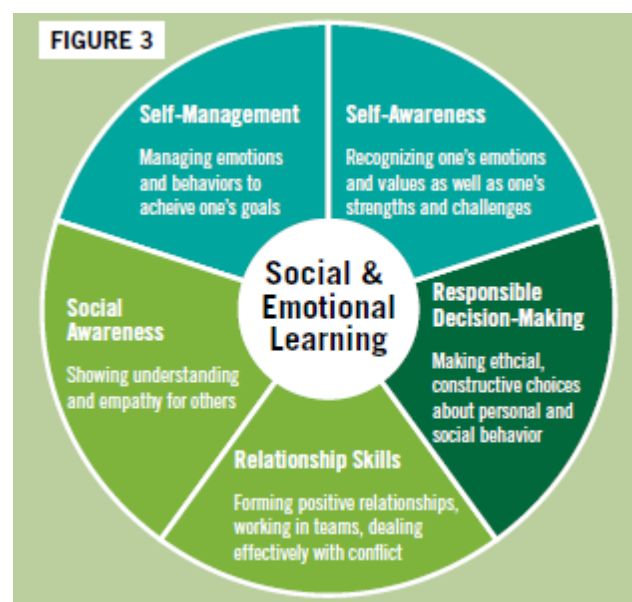 FIGURE 3
Self-Management
Managing emotions
and behaviors to
acheive one's goals
Self-Awareness
Recognizing one's emotions
and values as well as one's
strengths and challenges
Social &
Emotional
Learning
Social
Awareness
Showing understanding
and empathy for others
Responsible
Decision-Making
Making ethcial,
constructive choices
about personal and
social behavior
Relationship Skills
Forming positive relationships,
working in teams, dealing
effectively with conflict